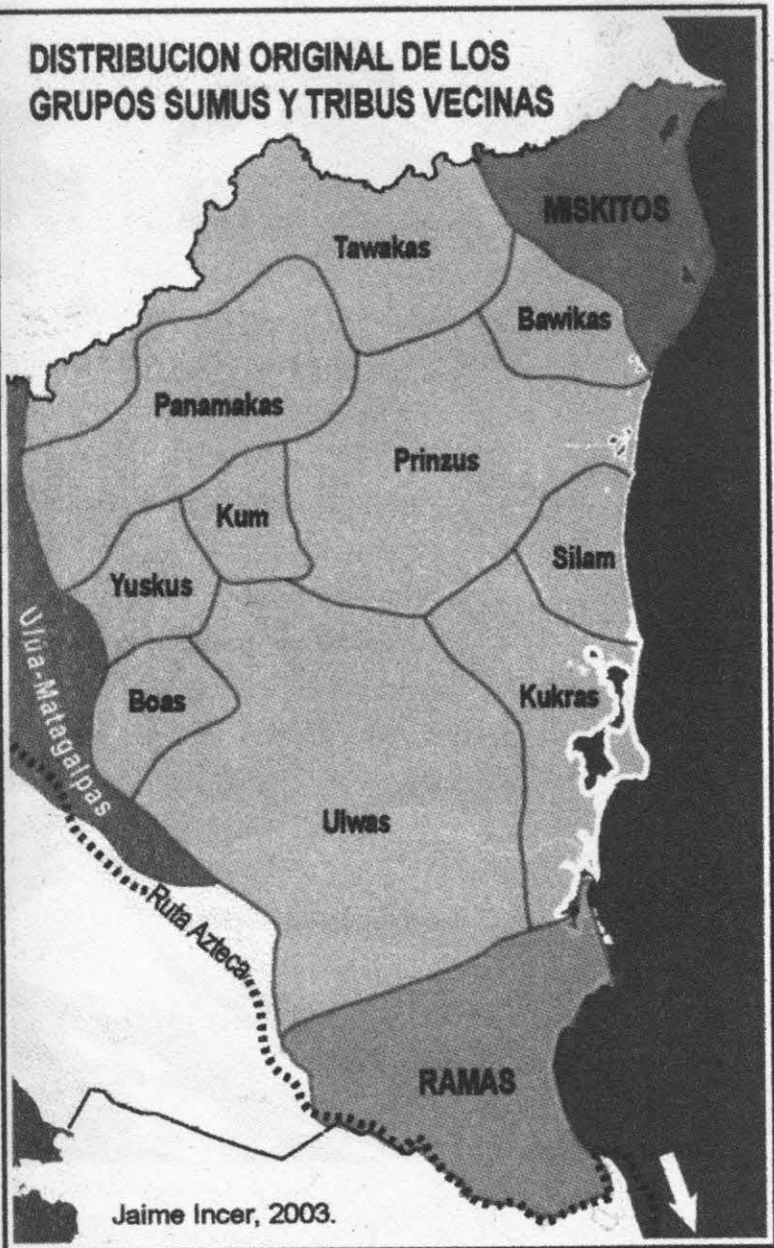 DISTRIBUCION ORIGINAL DE LOS
GRUPOS SUMUS Y TRIBUS VECINAS
MISKITOS
Tawakas
Bawikas
Panamakas
Prinzus
Kum
Silam
Yuskus
Ulúa-Matagalpas
Boas
Kukras
Ulwas
Ruta Azteca
RAMAS
Jaime Incer, 2003.